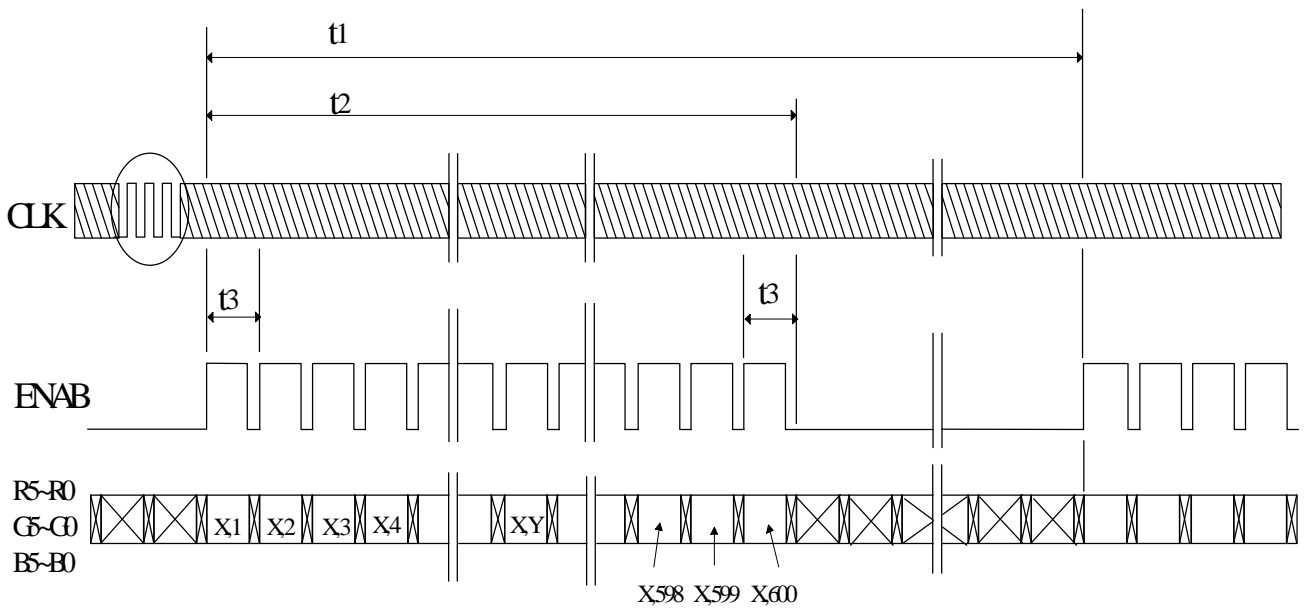 t1
t2
CLK
t3 t3
ENAB
R5~R0
G5~G0
B5~B0
X,1 X,2 X,3 X,4 X,Y
X,598 X,599 X,600